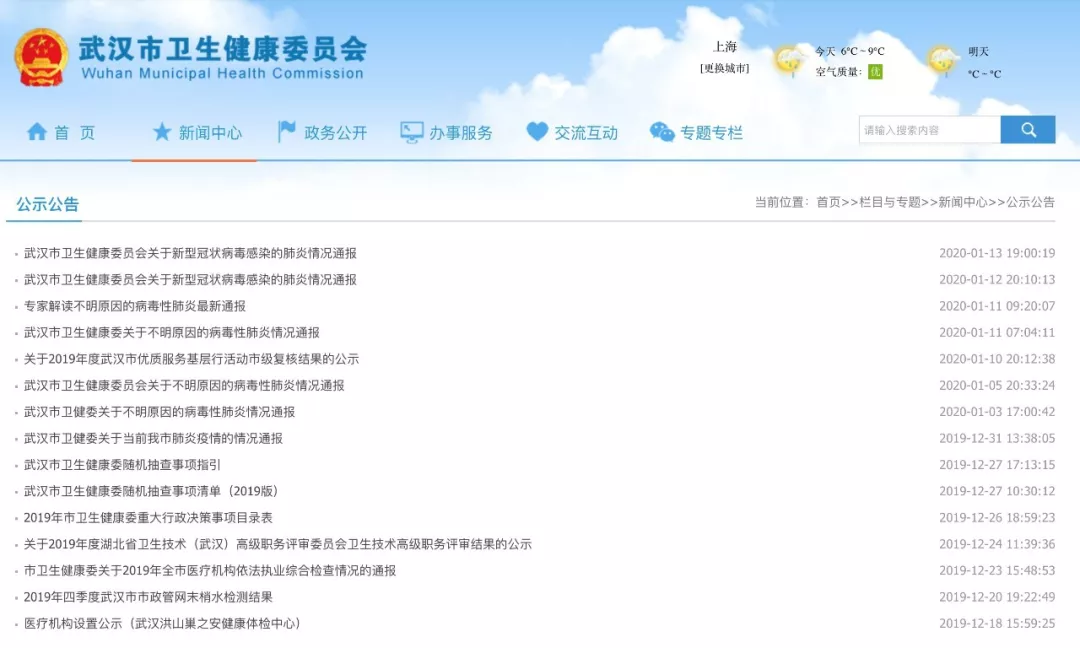 武汉市卫生健康委员会
Wuhan Municipal Health Commission
上海
[更换城市]
今天 6℃~9℃
空气质量：优
明天
℃~℃
首 页
新闻中心
政务公开
办事服务
交流互动
专题专栏
请输入搜索内容
公示公告
当前位置：首页>>栏目与专题>>新闻中心>>公示公告
武汉市卫生健康委员会关于新型冠状病毒感染的肺炎情况通报 2020-01-13 19:00:19
武汉市卫生健康委员会关于新型冠状病毒感染的肺炎情况通报 2020-01-12 20:10:13
专家解读不明原因的病毒性肺炎最新通报 2020-01-11 09:20:07
武汉市卫生健康委关于不明原因的病毒性肺炎情况通报 2020-01-11 07:04:11
关于2019年度武汉市优质服务基层行活动市级复核结果的公示 2020-01-10 20:12:38
武汉市卫生健康委员会关于不明原因的病毒性肺炎情况通报 2020-01-05 20:33:24
武汉市卫健委关于不明原因的病毒性肺炎情况通报 2020-01-03 17:00:42
武汉市卫健委关于当前我市肺炎疫情的情况通报 2019-12-31 13:38:05
武汉市卫生健康委随机抽查事项指引 2019-12-27 17:13:15
武汉市卫生健康委随机抽查事项清单（2019版） 2019-12-27 10:30:12
2019年市卫生健康委重大行政决策事项目录表 2019-12-26 18:59:23
关于2019年度湖北省卫生技术（武汉）高级职务评审委员会卫生技术高级职务评审结果的公示 2019-12-24 11:39:36
市卫生健康委关于2019年全市医疗机构依法执业综合检查情况的通报 2019-12-23 15:48:53
2019年四季度武汉市市政管网末梢水检测结果 2019-12-20 19:22:49
医疗机构设置公示（武汉洪山巢之安健康体检中心） 2019-12-18 15:59:25